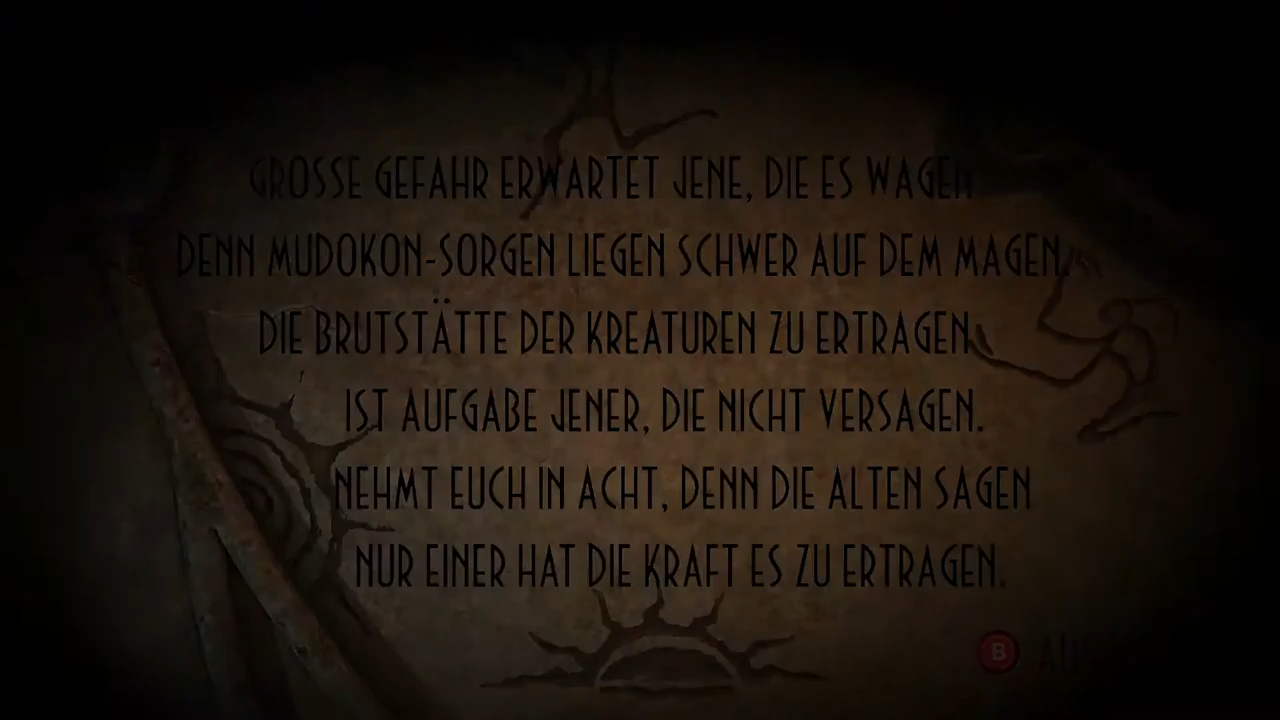 GROSSE GEFAHR ERWARTET JENE, DIE ES WAGEN
DENN MUDOKON-SORGEN LIEGEN SCHWER AUF DEM MAGEN.
DIE BRUTSTÄTTE DER KREATUREN ZU ERTRAGEN
IST AUFGABE JENER, DIE NICHT VERSAGEN.
NEHMT EUCH IN ACHT, DENN DIE ALTEN SAGEN
NUR EINER HAT DIE KRAFT ES ZU ERTRAGEN.
B